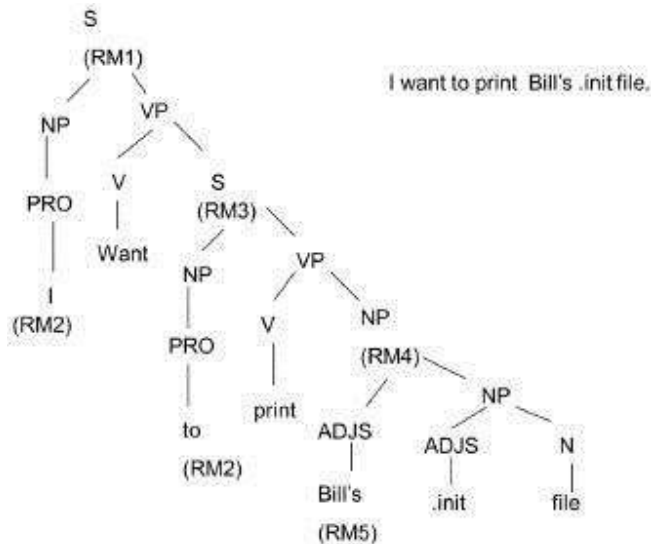 S
(RM1)
I want to print Bill's .init file.
NP
VP
V
S
PRO
(RM3)
Want
NP
VP
I
(RM2)
V
NP
PRO
(RM4)
print
NP
to
ADJS
ADJS
N
(RM2)
Bill's
.init
file
(RM5)